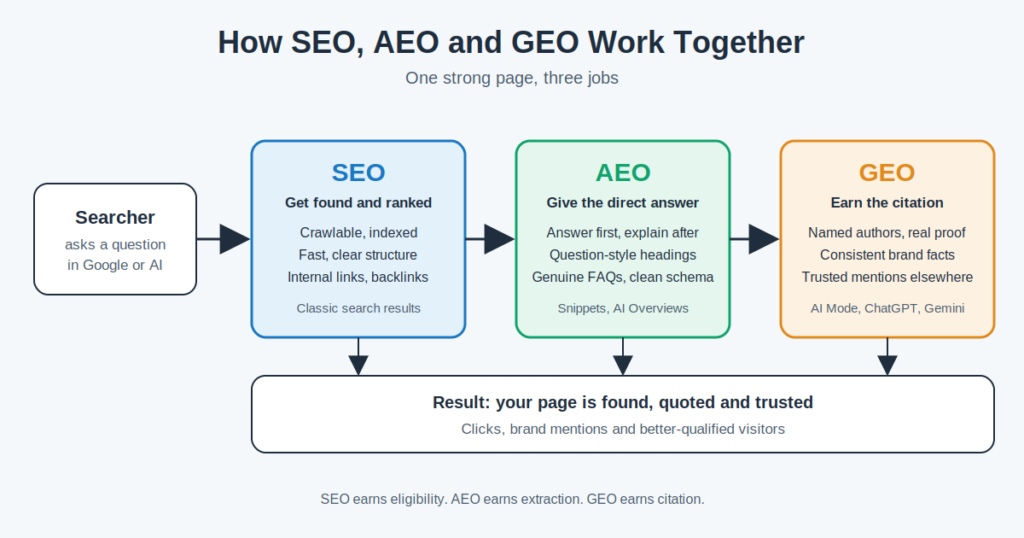 How SEO, AEO and GEO Work Together
One strong page, three jobs
Searcher
asks a question
in Google or AI
SEO
Get found and ranked
Crawlable, indexed
Fast, clear structure
Internal links, backlinks
Classic search results
AEO
Give the direct answer
Answer first, explain after
Question-style headings
Genuine FAQs, clean schema
Snippets, AI Overviews
GEO
Earn the citation
Named authors, real proof
Consistent brand facts
Trusted mentions elsewhere
AI Mode, ChatGPT, Gemini
Result: your page is found, quoted and trusted
Clicks, brand mentions and better-qualified visitors
SEO earns eligibility. AEO earns extraction. GEO earns citation.